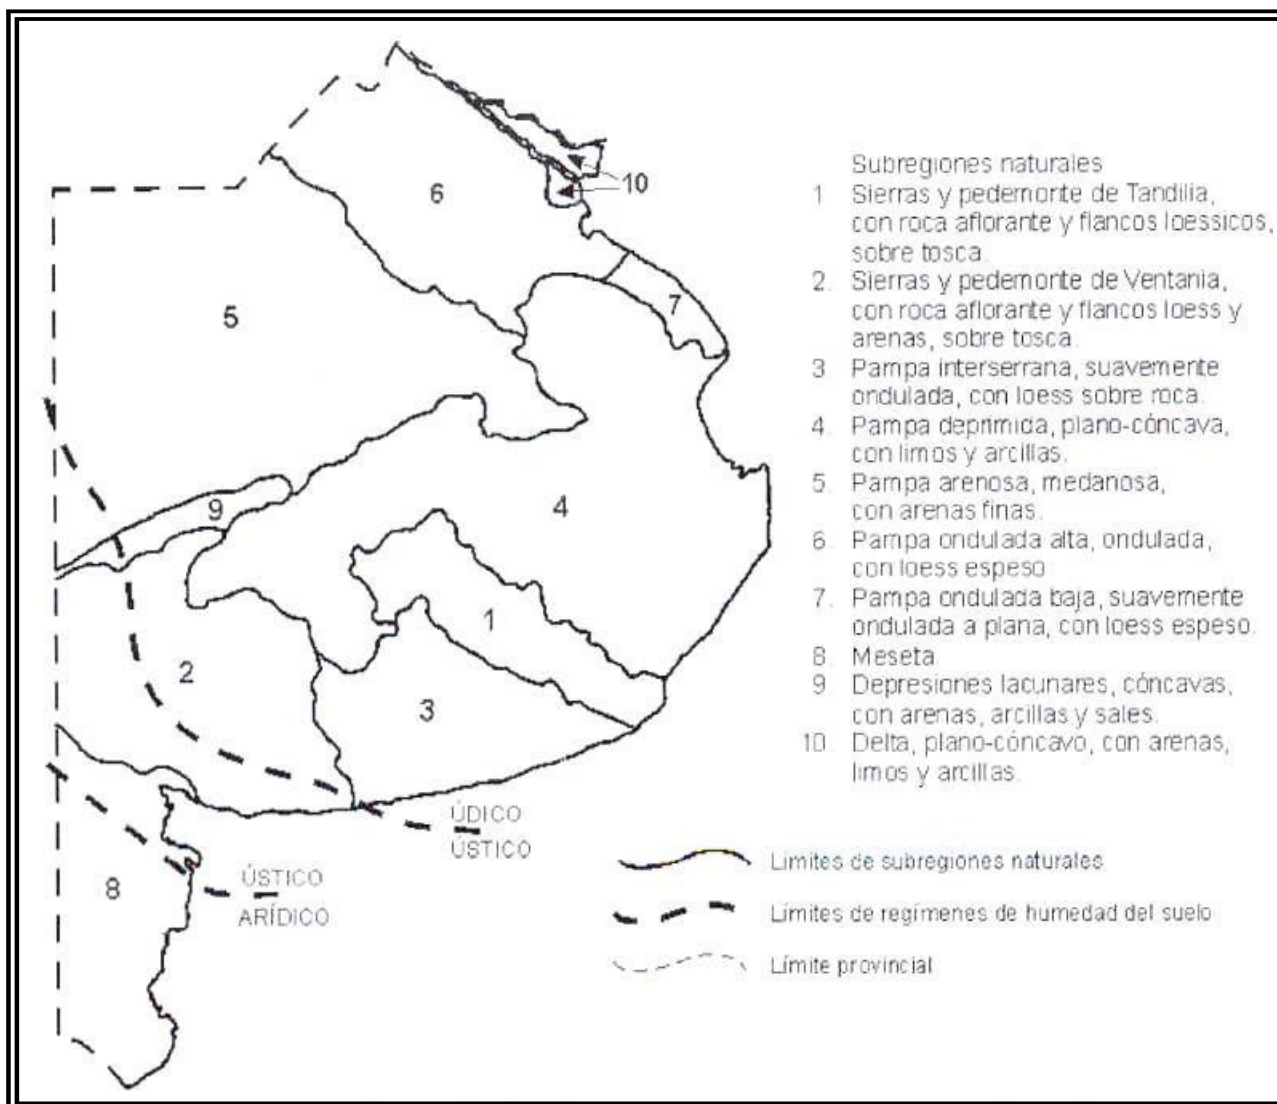 6
10
5
7
9
4
1
2
3
8
ÚDICO
ÚSTICO
ÚSTICO
ARÍDICO
Subregiones naturales
1 Sierras y pedemonte de Tandilia,
con roca aflorante y flancos loessicos,
sobre tosca.
2. Sierras y pedemonte de Ventania,
con roca aflorante y flancos loess y
arenas, sobre tosca.
3 Pampa interserrana, suavemente
ondulada, con loess sobre roca.
4. Pampa deprimida, plano-cóncava,
con limos y arcillas.
5. Pampa arenosa, medanosa,
con arenas finas.
6 Pampa ondulada alta, ondulada,
con loess espeso
7. Pampa ondulada baja, suavemente
ondulada a plana, con loess espeso.
8. Meseta
9 Depresiones lacunares, cóncavas,
con arenas, arcillas y sales.
10 Delta, plano-cóncavo, con arenas,
limos y arcillas.
Límites de subregiones naturales
Límites de regímenes de humedad del suelo
Límite provincial